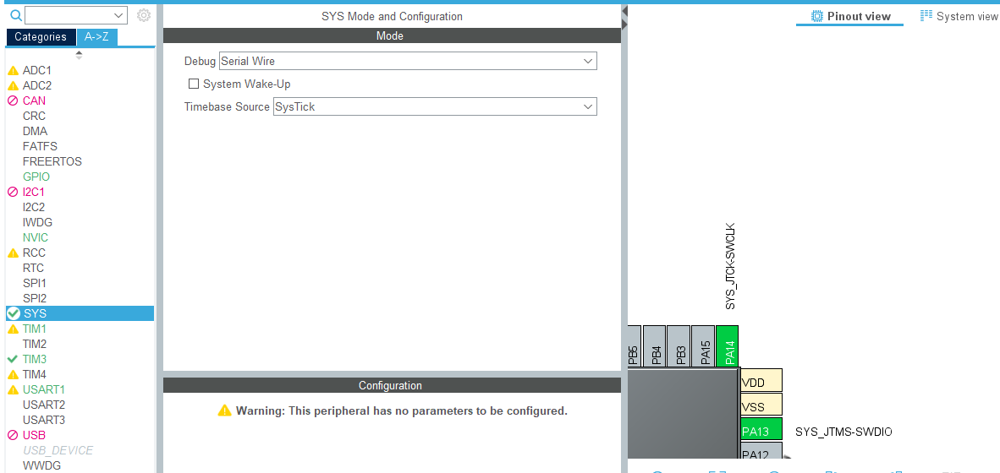 SYS Mode and Configuration
Pinout view
System view
Categories
A->Z
Mode
Debug Serial Wire
System Wake-Up
Timebase Source SysTick
ADC1
ADC2
CAN
CRC
DMA
FATFS
FREERTOS
GPIO
I2C1
I2C2
IWDG
NVIC
RCC
RTC
SPI1
SPI2
SYS
TIM1
TIM2
TIM3
TIM4
USART1
USART2
USART3
USB
USB_DEVICE
WWDG
Configuration
Warning: This peripheral has no parameters to be configured.
SYS_JTCK-SWCLK
PB5
PB4
PB3
PA15
PA14
VDD
VSS
PA13
SYS_JTMS-SWDIO
PA12